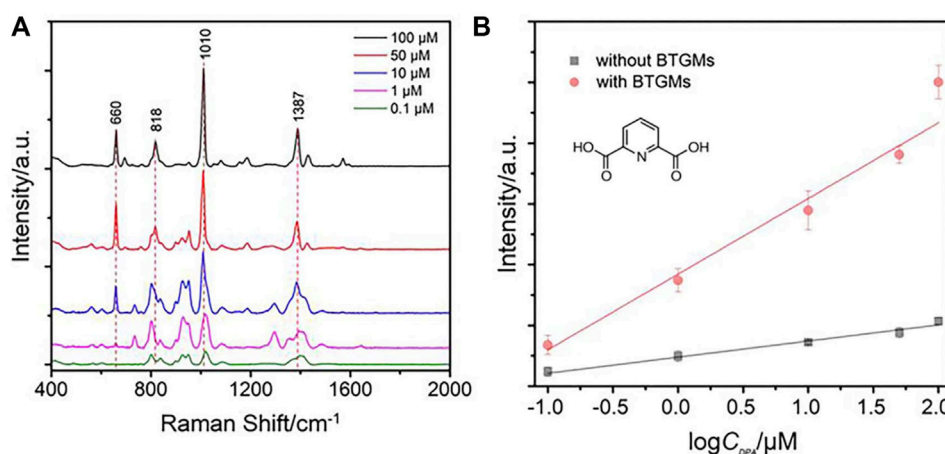 A
100 µM
50 µM
10 µM
1 µM
0.1 µM
660
818
1010
1387
Intensity/a.u.
400 800 1200 1600 2000
Raman Shift/cm⁻¹
B
without BTGMs
with BTGMs
HO OH
O N O
Intensity/a.u.
-1.0 -0.5 0.0 0.5 1.0 1.5 2.0
logC_DPA/µM